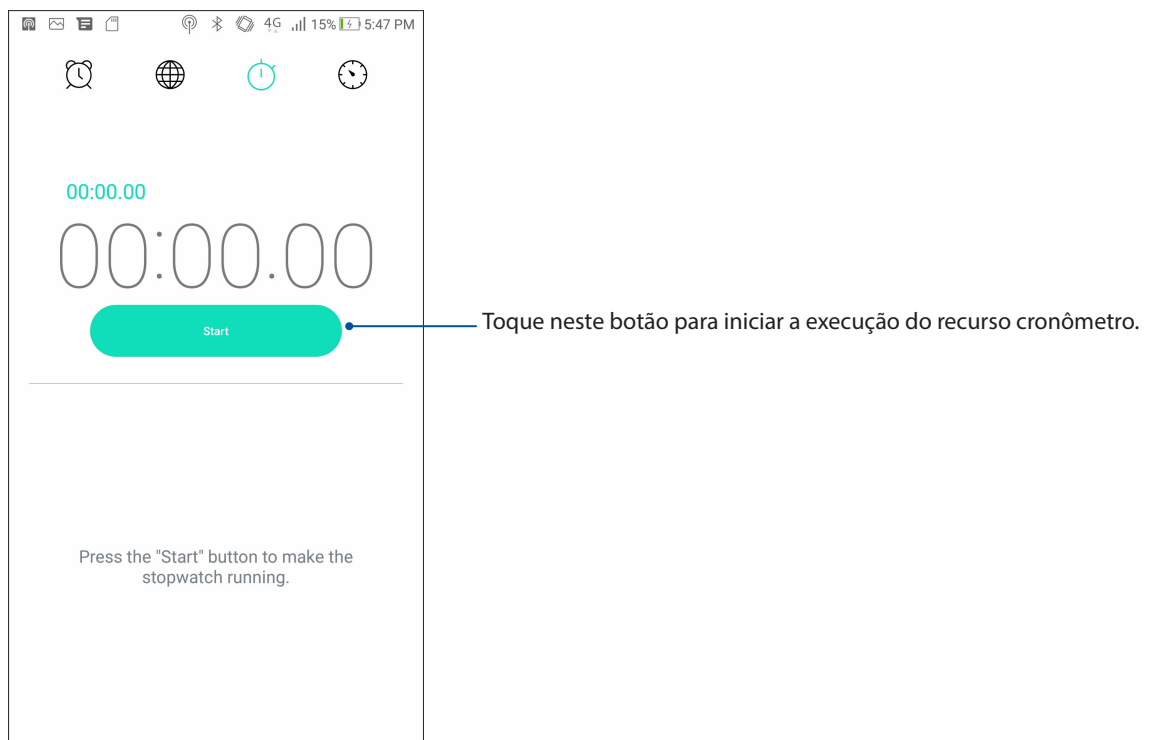 4G 15% 5:47 PM
00:00.00
00:00.00
Start
Toque neste botão para iniciar a execução do recurso cronômetro.
Press the "Start" button to make the
stopwatch running.